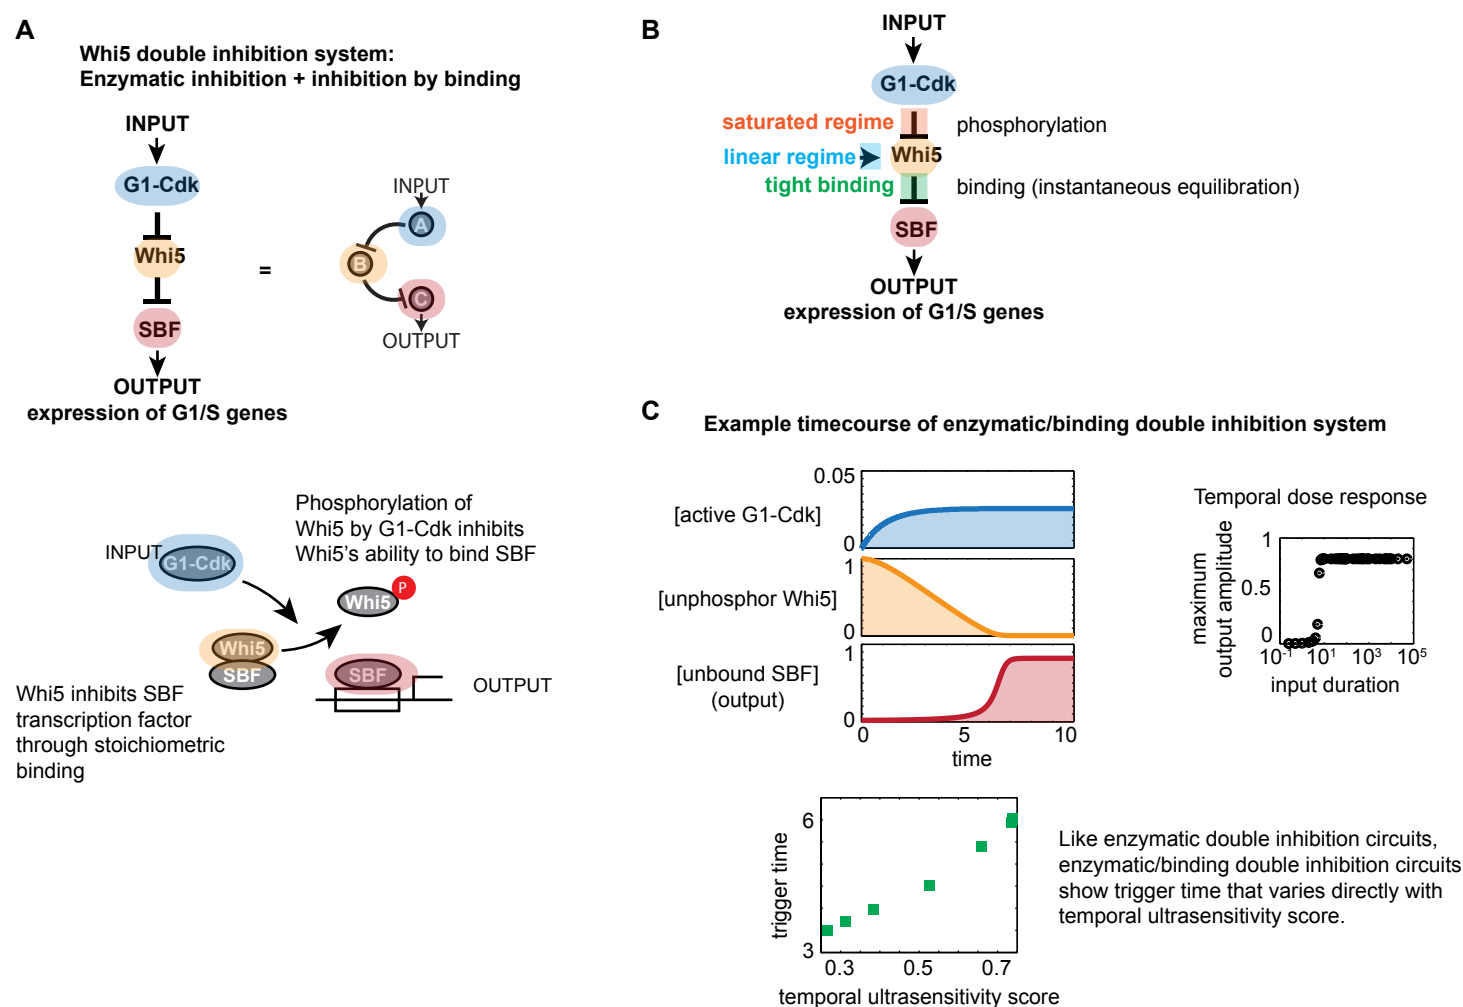 A
Whi5 double inhibition system:
Enzymatic inhibition + inhibition by binding
INPUT
G1-Cdk
Whi5
SBF
OUTPUT
expression of G1/S genes
=
INPUT
A
B
C
OUTPUT
INPUT
G1-Cdk
Phosphorylation of
Whi5 by G1-Cdk inhibits
Whi5's ability to bind SBF
Whi5
P
Whi5
SBF
SBF
OUTPUT
Whi5 inhibits SBF
transcription factor
through stoichiometric
binding
B
INPUT
G1-Cdk
saturated regime
phosphorylation
linear regime
Whi5
tight binding
binding (instantaneous equilibration)
SBF
OUTPUT
expression of G1/S genes
C
Example timecourse of enzymatic/binding double inhibition system
0.05
[active G1-Cdk]
0
1
[unphosphor Whi5]
0
1
[unbound SBF]
(output)
0
0 5 10
time
Temporal dose response
maximum
output amplitude
1
0.5
0
10-1 101 103 105
input duration
trigger time
6
3
0.3 0.5 0.7
temporal ultrasensitivity score
Like enzymatic double inhibition circuits,
enzymatic/binding double inhibition circuits
show trigger time that varies directly with
temporal ultrasensitivity score.